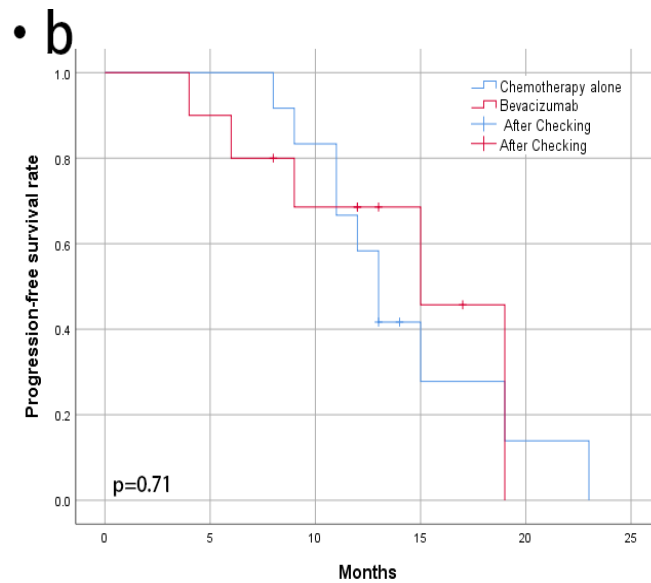 • b
Chemotherapy alone
Bevacizumab
After Checking
After Checking
Progression-free survival rate
1.0
0.8
0.6
0.4
0.2
0.0
p=0.71
0 5 10 15 20 25
Months